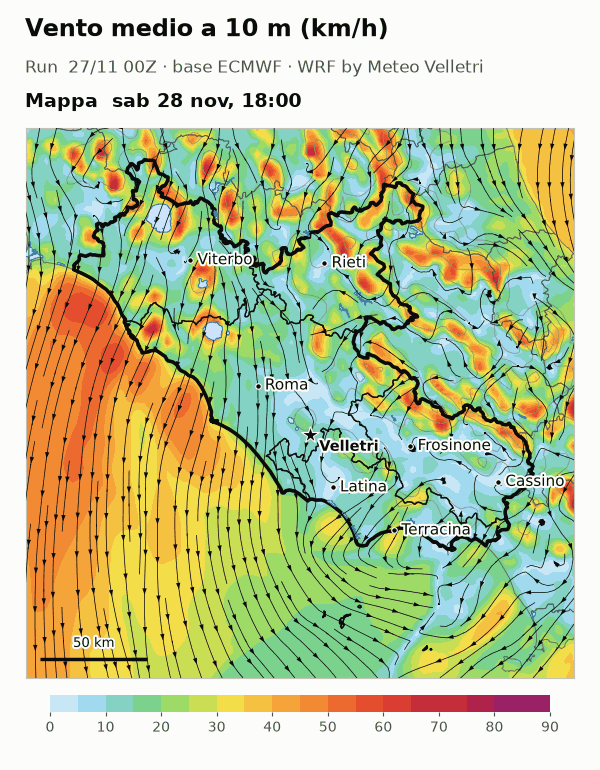 Vento medio a 10 m (km/h)
Run 27/11 00Z · base ECMWF · WRF by Meteo Velletri
Mappa sab 28 nov, 18:00
Viterbo
Rieti
Roma
Velletri
Frosinone
Latina
Cassino
Terracina
50 km
0 10 20 30 40 50 60 70 80 90